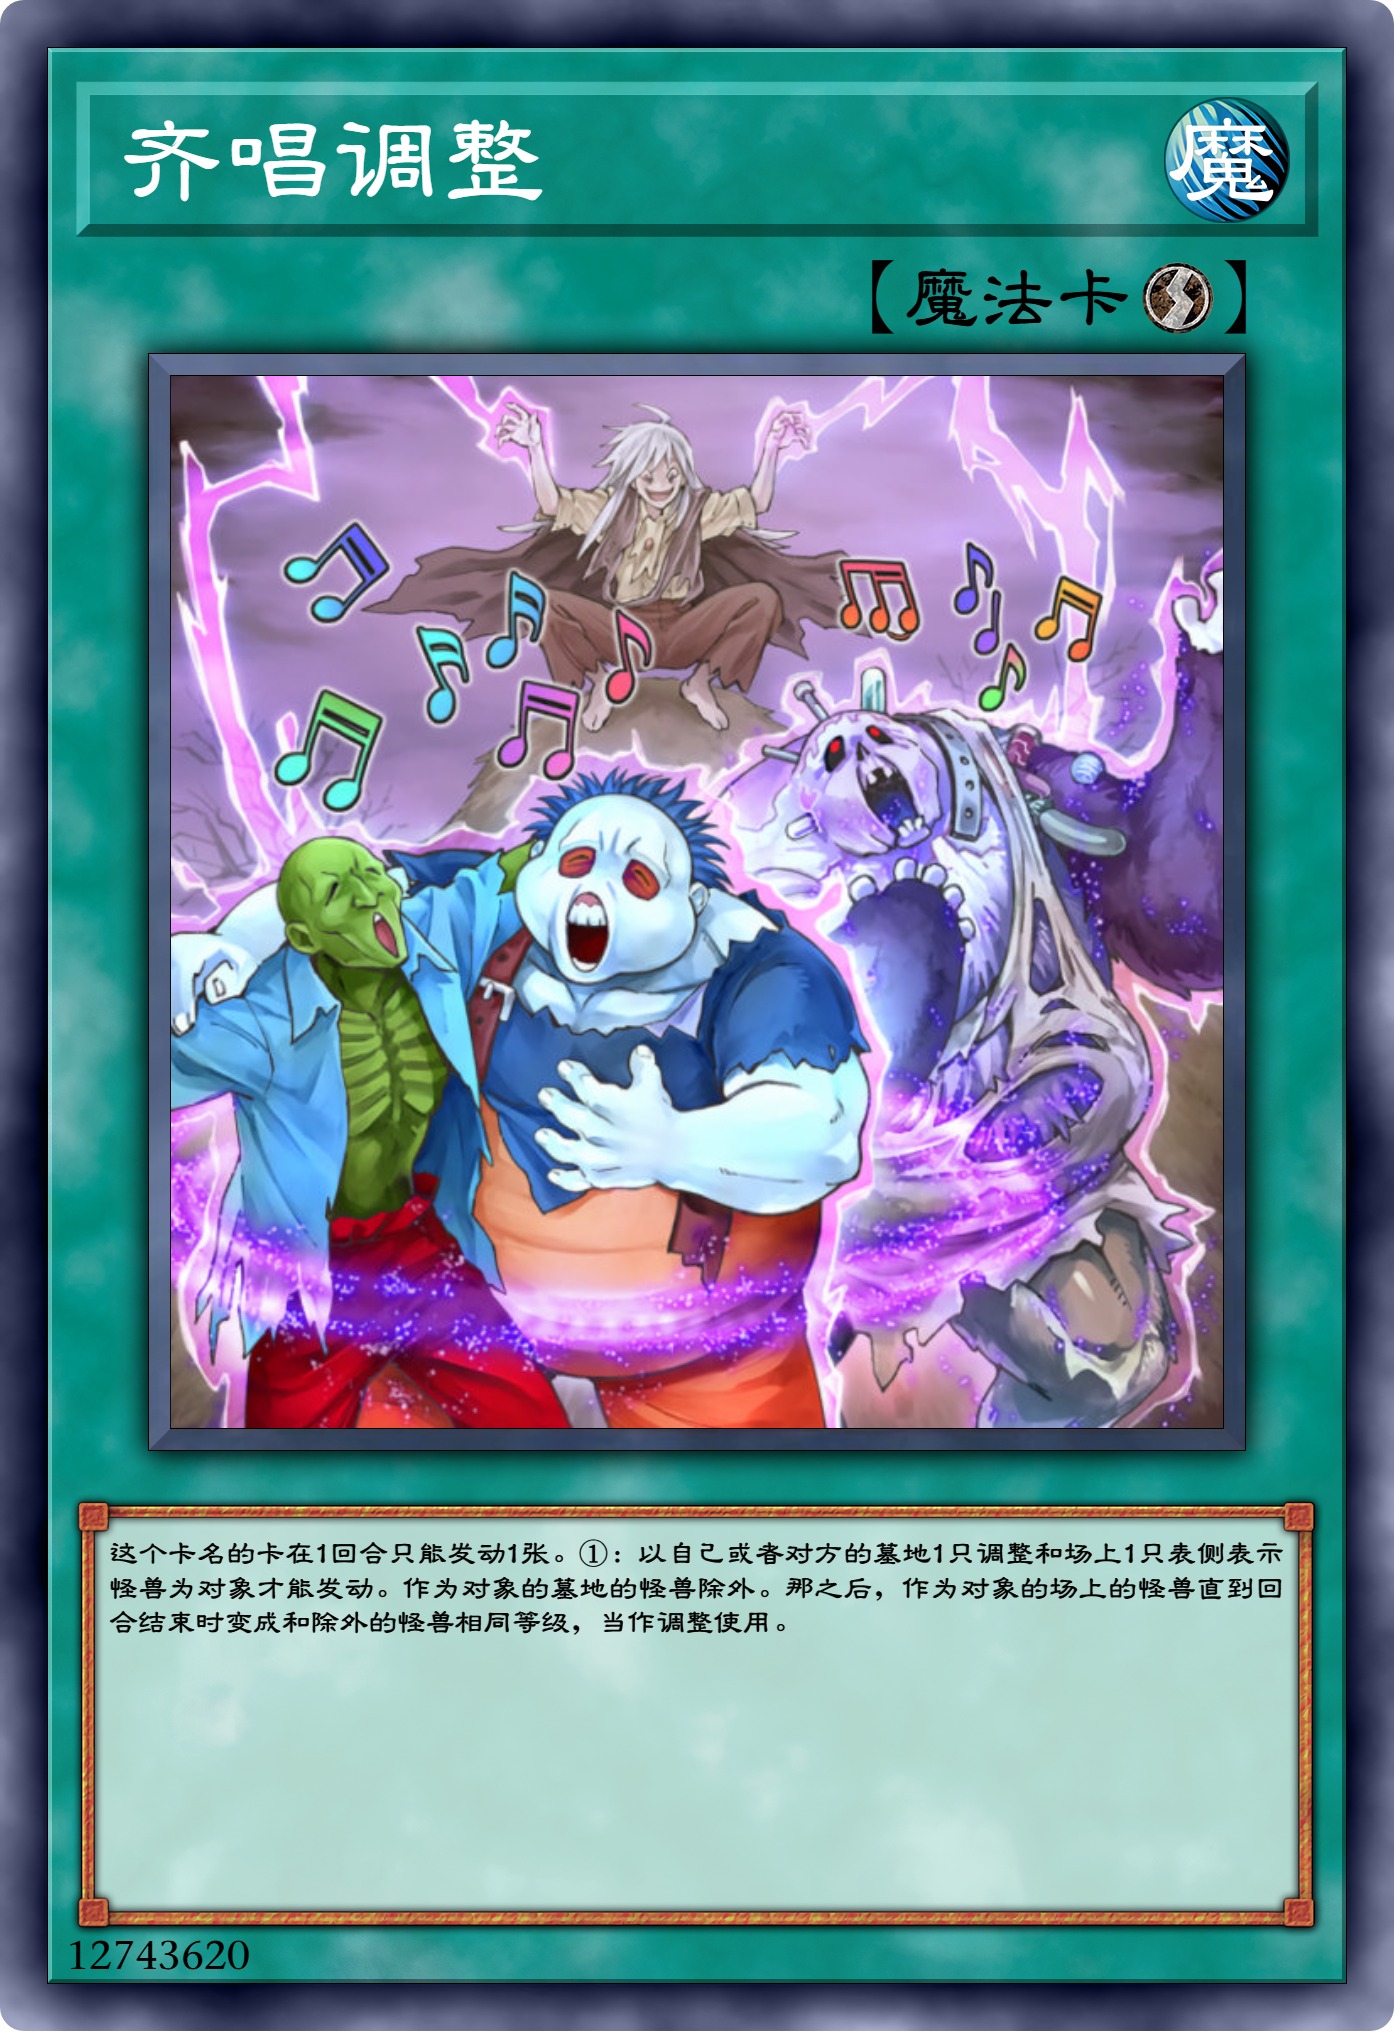 齐唱调整
魔
【魔法卡】
这个卡名的卡在1回合只能发动1张。①：以自己或者对方的墓地1只调整和场上1只表侧表示
怪兽为对象才能发动。作为对象的墓地的怪兽除外。那之后，作为对象的场上的怪兽直到回
合结束时变成和除外的怪兽相同等级，当作调整使用。
12743620